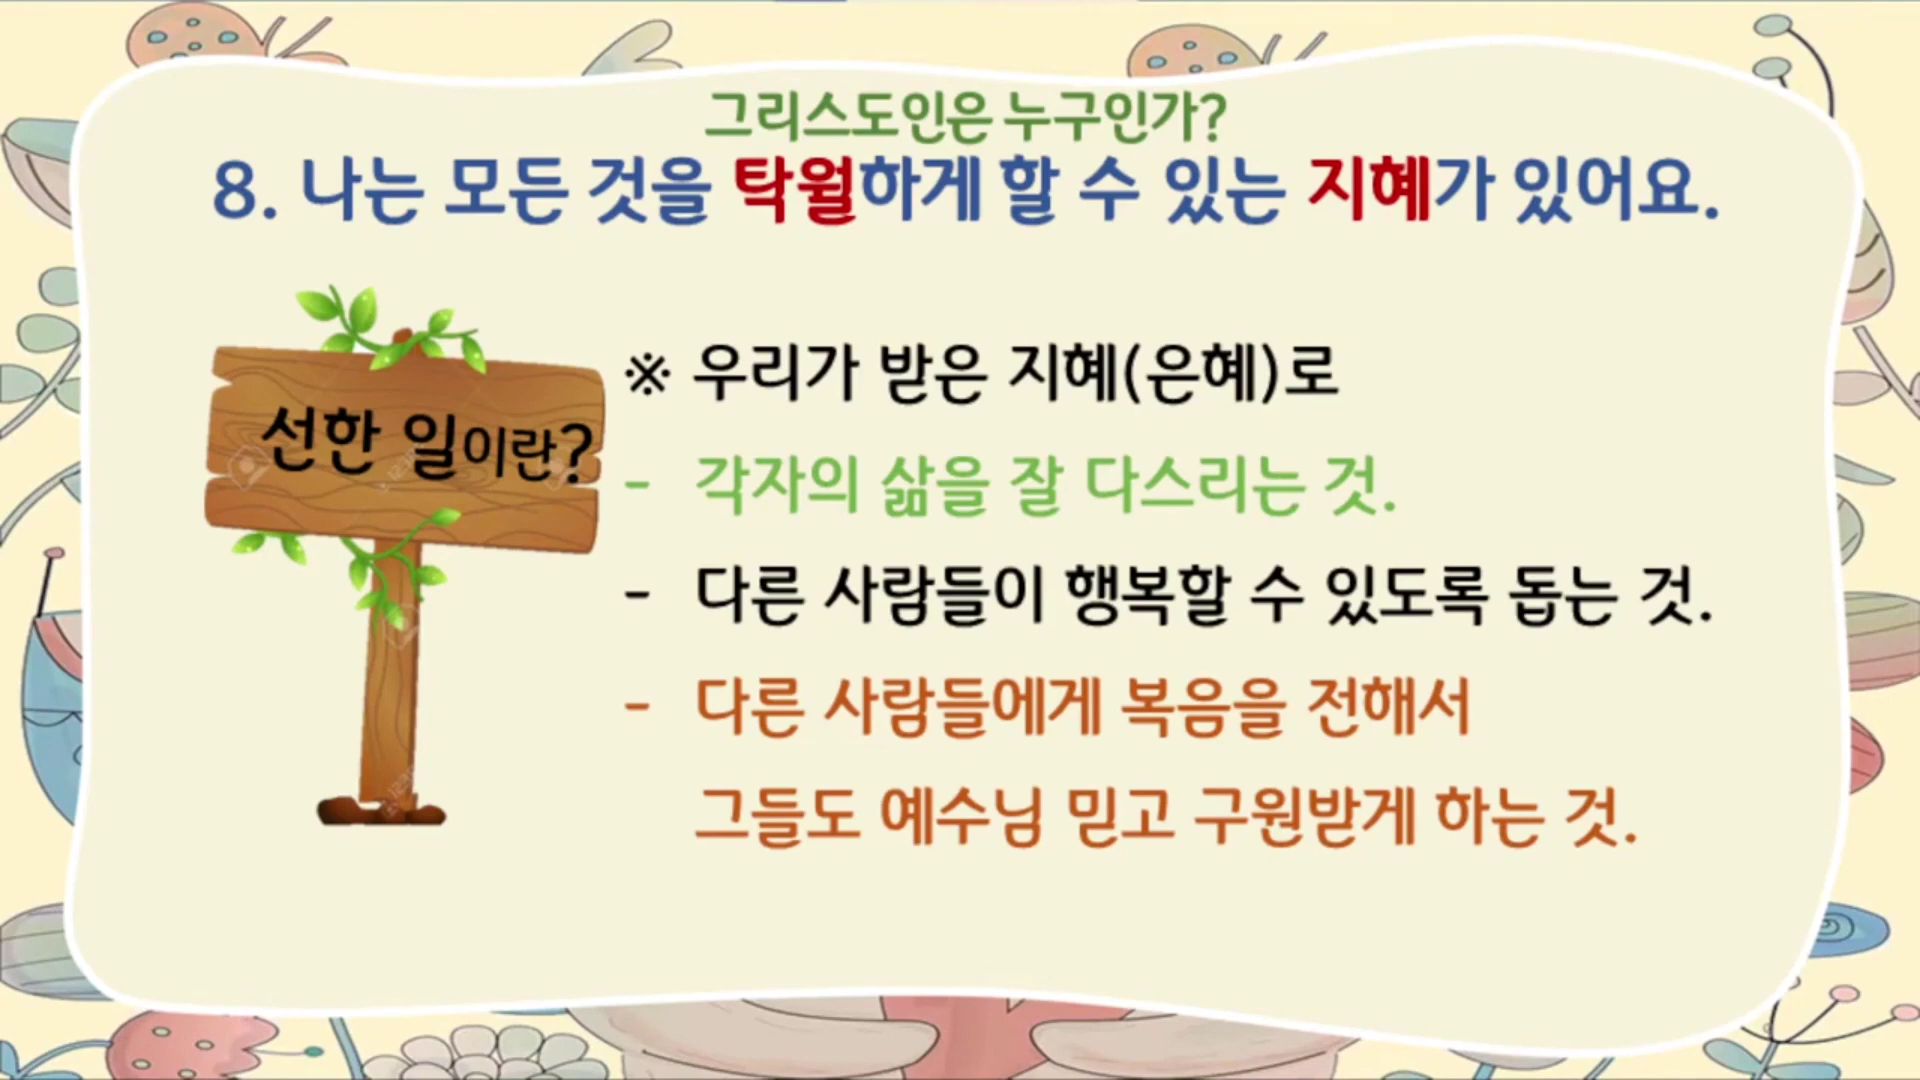 그리스도인은 누구인가?
8. 나는 모든 것을 탁월하게 할 수 있는 지혜가 있어요.
선한 일이란?
※ 우리가 받은 지혜(은혜)로
- 각자의 삶을 잘 다스리는 것.
- 다른 사람들이 행복할 수 있도록 돕는 것.
- 다른 사람들에게 복음을 전해서
그들도 예수님 믿고 구원받게 하는 것.